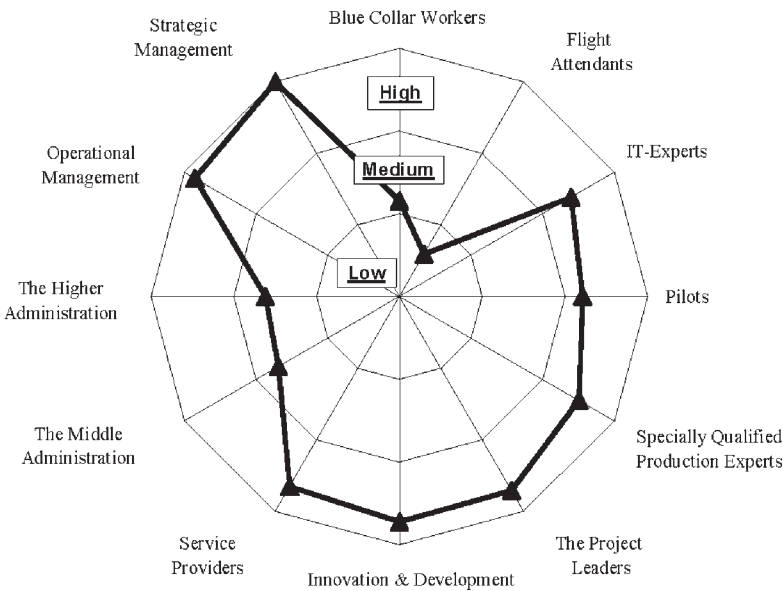 Blue Collar Workers
Strategic
Management
Flight
Attendants
High
Operational
Management
Medium
IT-Experts
Low
The Higher
Administration
Pilots
The Middle
Administration
Specially Qualified
Production Experts
Service
Providers
The Project
Leaders
Innovation & Development